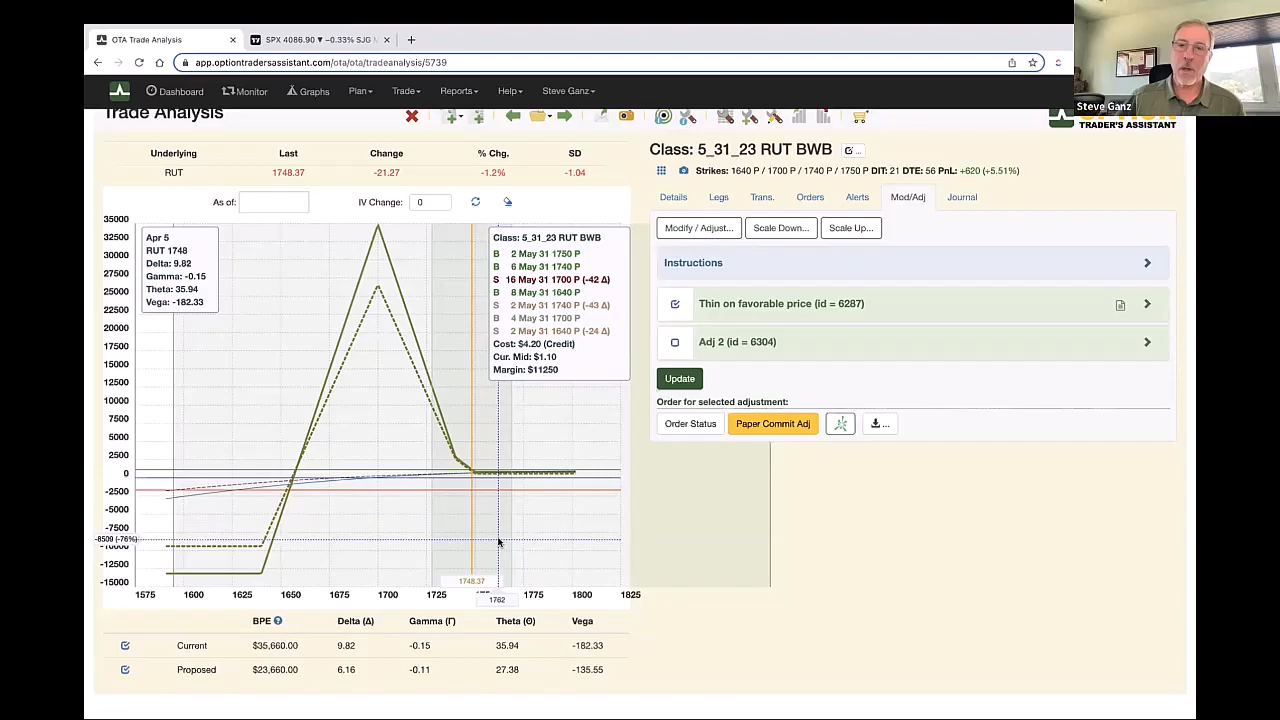 OTA Trade Analysis
SPX 4086.90 ▼ −0.33% SJG
app.optiontradersassistant.com/ota/ota/tradeanalysis/5739
Dashboard Monitor Graphs Plan Trade Reports Help Steve Ganz
Steve Ganz
Trade Analysis
TRADER'S ASSISTANT
Underlying Last Change % Chg. SD
RUT 1748.37 -21.27 -1.2% -1.04
As of: IV Change: 0
Class: 5_31_23 RUT BWB
...
Strikes: 1640 P / 1700 P / 1740 P / 1750 P DIT: 21 DTE: 56 PnL: +620 (+5.51%)
Details Legs Trans. Orders Alerts Mod/Adj Journal
Modify / Adjust... Scale Down... Scale Up...
Instructions
Thin on favorable price (id = 6287)
Adj 2 (id = 6304)
Update
Order for selected adjustment:
Order Status Paper Commit Adj ...
35000
32500
30000
27500
25000
22500
20000
17500
15000
12500
10000
7500
5000
2500
0
-2500
-5000
-7500
-8509 (-76%)
-10000
-12500
-15000
Apr 5
RUT 1748
Delta: 9.82
Gamma: -0.15
Theta: 35.94
Vega: -182.33
Class: 5_31_23 RUT BWB
B 2 May 31 1750 P
B 6 May 31 1740 P
S 16 May 31 1700 P (-42 Δ)
B 8 May 31 1640 P
S 2 May 31 1740 P (-43 Δ)
B 4 May 31 1700 P
S 2 May 31 1640 P (-24 Δ)
Cost: $4.20 (Credit)
Cur. Mid: $1.10
Margin: $11250
1748.37
1575 1600 1625 1650 1675 1700 1725 1775 1800 1825
1762
BPE Delta (Δ) Gamma (Γ) Theta (Θ) Vega
Current $35,660.00 9.82 -0.15 35.94 -182.33
Proposed $23,660.00 6.16 -0.11 27.38 -135.55